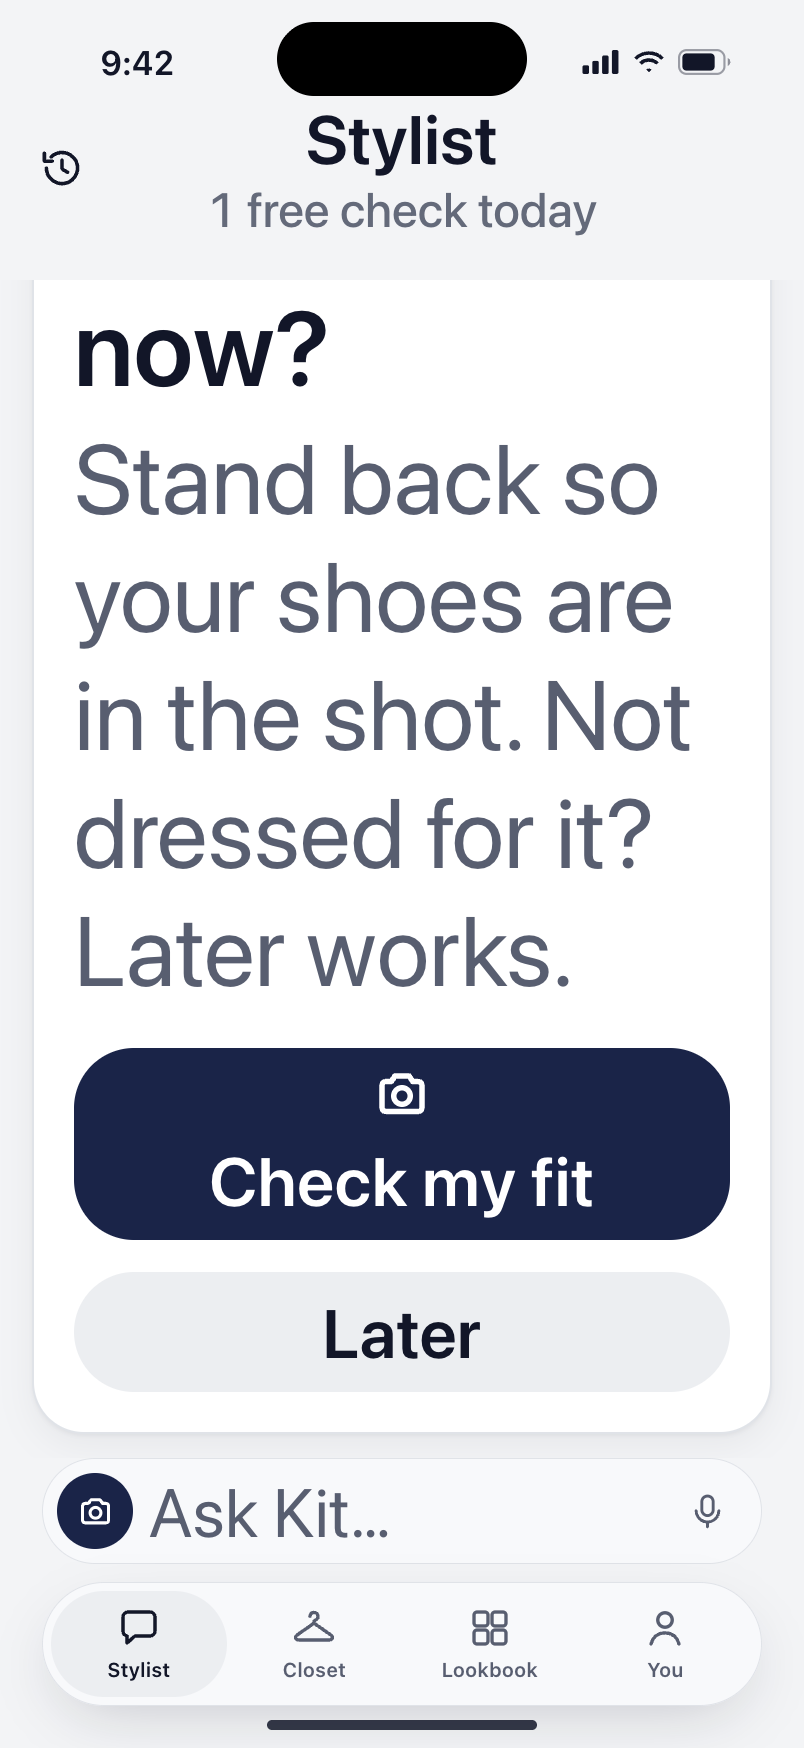 9:42
Stylist
1 free check today
now?
Stand back so
your shoes are
in the shot. Not
dressed for it?
Later works.
Check my fit
Later
Ask Kit...
Stylist
Closet
Lookbook
You